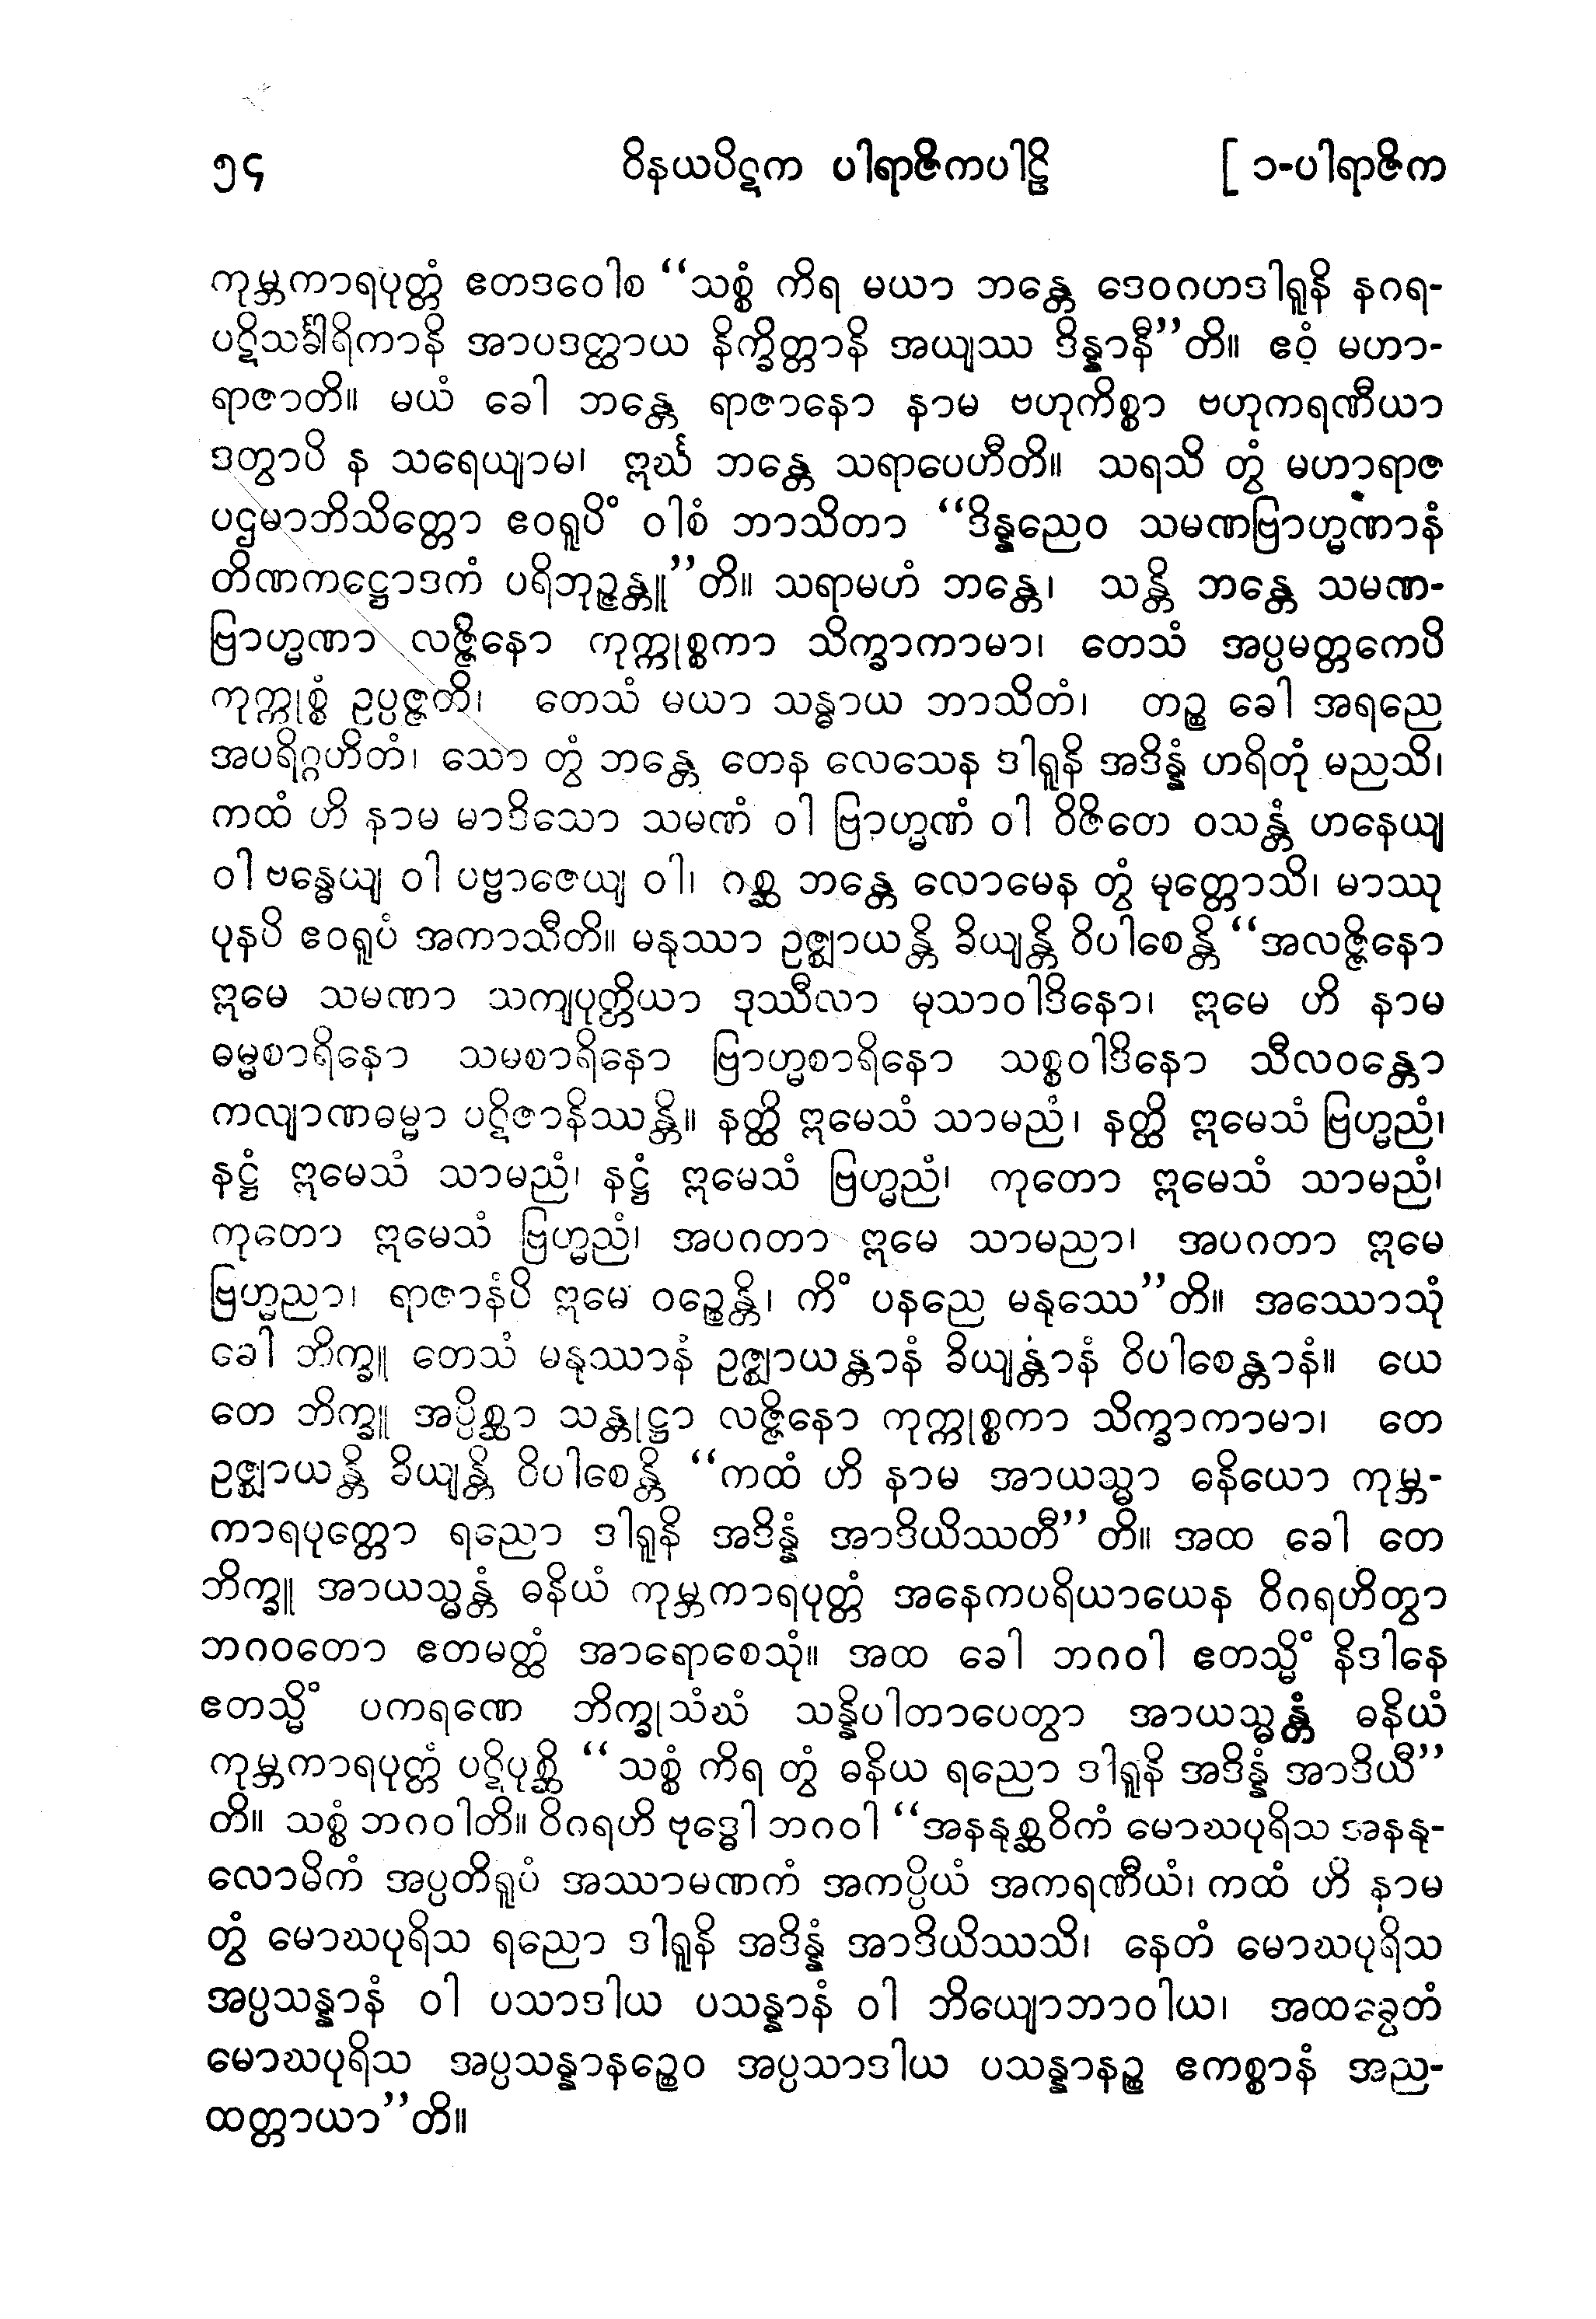 ၅၄ ဝိနယပိဋက ပါရာဇိကပါဠိ [ ၁-ပါရာဇိက
ကုမ္ဘကာရပုတ္တံ ဧတဒဝေါစ “သစ္စံ ကိရ မယာ ဘန္တေ ဒေဝဂဟဒါရူနိ နဂရ-
ပဋိသင်္ခါရိကာနိ အာပဒတ္ထာယ နိက္ခိတ္တာနိ အယျဿ ဒိန္နာနီ”တိ။ ဧဝံ မဟာ-
ရာဇာတိ။ မယံ ခေါ ဘန္တေ ရာဇာနော နာမ ဗဟုကိစ္စာ ဗဟုကရဏီယာ
ဒတွာပိ န သရေယျာမ၊ ဣင်္ဃ ဘန္တေ သရာပေဟီတိ။ သရသိ တွံ မဟာရာဇ
ပဌမာဘိသိတ္တော ဧဝရူပိံ ဝါစံ ဘာသိတာ “ဒိန္နညေဝ သမဏဗြာဟ္မဏာနံ
တိဏကဋ္ဌောဒကံ ပရိဘုဉ္ဇန္တူ”တိ။ သရာမဟံ ဘန္တေ၊ သန္တိ ဘန္တေ သမဏ-
ဗြာဟ္မဏာ လဇ္ဇိနော ကုက္ကုစ္စကာ သိက္ခာကာမာ၊ တေသံ အပ္ပမတ္တကေပိ
ကုက္ကုစ္စံ ဥပ္ပဇ္ဇတိ၊ တေသံ မယာ သန္ဓာယ ဘာသိတံ၊ တဉ္စ ခေါ အရညေ
အပရိဂ္ဂဟိတံ၊ သော တွံ ဘန္တေ တေန လေသေန ဒါရူနိ အဒိန္နံ ဟရိတုံ မညသိ၊
ကထံ ဟိ နာမ မာဒိသော သမဏံ ဝါ ဗြာဟ္မဏံ ဝါ ဝိဇိတေ ဝသန္တံ ဟနေယျ
ဝါ ဗန္ဓေယျ ဝါ ပဗ္ဗာဇေယျ ဝါ၊ ဂစ္ဆ ဘန္တေ လောမေန တွံ မုတ္တောသိ၊ မာဿု
ပုနပိ ဧဝရူပံ အကာသီတိ။ မနုဿာ ဥဇ္ဈာယန္တိ ခိယျန္တိ ဝိပါစေန္တိ “အလဇ္ဇိနော
ဣမေ သမဏာ သကျပုတ္တိယာ ဒုဿီလာ မုသာဝါဒိနော၊ ဣမေ ဟိ နာမ
ဓမ္မစာရိနော သမစာရိနော ဗြာဟ္မစာရိနော သစ္စဝါဒိနော သီလဝန္တော
ကလျာဏဓမ္မာ ပဋိဇာနိဿန္တိ။ နတ္ထိ ဣမေသံ သာမညံ၊ နတ္ထိ ဣမေသံ ဗြဟ္မညံ၊
နဋ္ဌံ ဣမေသံ သာမညံ၊ နဋ္ဌံ ဣမေသံ ဗြဟ္မညံ၊ ကုတော ဣမေသံ သာမညံ၊
ကုတော ဣမေသံ ဗြဟ္မညံ၊ အပဂတာ ဣမေ သာမညာ၊ အပဂတာ ဣမေ
ဗြဟ္မညာ၊ ရာဇာနံပိ ဣမေ ဝဉ္စေန္တိ၊ ကိံ ပနညေ မနုဿေ”တိ။ အဿောသုံ
ခေါ ဘိက္ခူ တေသံ မနုဿာနံ ဥဇ္ဈာယန္တာနံ ခိယျန္တာနံ ဝိပါစေန္တာနံ။ ယေ
တေ ဘိက္ခူ အပ္ပိစ္ဆာ သန္တုဋ္ဌာ လဇ္ဇိနော ကုက္ကုစ္စကာ သိက္ခာကာမာ၊ တေ
ဥဇ္ဈာယန္တိ ခိယျန္တိ ဝိပါစေန္တိ “ကထံ ဟိ နာမ အာယသ္မာ ဓနိယော ကုမ္ဘ-
ကာရပုတ္တော ရညော ဒါရူနိ အဒိန္နံ အာဒိယိဿတီ”တိ။ အထ ခေါ တေ
ဘိက္ခူ အာယသ္မန္တံ ဓနိယံ ကုမ္ဘကာရပုတ္တံ အနေကပရိယာယေန ဝိဂရဟိတွာ
ဘဂဝတော ဧတမတ္ထံ အာရောစေသုံ။ အထ ခေါ ဘဂဝါ ဧတသ္မိံ နိဒါနေ
ဧတသ္မိံ ပကရဏေ ဘိက္ခုသံဃံ သန္နိပါတာပေတွာ အာယသ္မန္တံ ဓနိယံ
ကုမ္ဘကာရပုတ္တံ ပဋိပုစ္ဆိ “သစ္စံ ကိရ တွံ ဓနိယ ရညော ဒါရူနိ အဒိန္နံ အာဒိယီ”
တိ။ သစ္စံ ဘဂဝါတိ။ ဝိဂရဟိ ဗုဒ္ဓေါ ဘဂဝါ “အနနုစ္ဆဝိကံ မောဃပုရိသ အနနု-
လောမိကံ အပ္ပတိရူပံ အဿာမဏကံ အကပ္ပိယံ အကရဏီယံ၊ ကထံ ဟိ နာမ
တွံ မောဃပုရိသ ရညော ဒါရူနိ အဒိန္နံ အာဒိယိဿသိ၊ နေတံ မောဃပုရိသ
အပ္ပသန္နာနံ ဝါ ပသာဒါယ ပသန္နာနံ ဝါ ဘိယျောဘာဝါယ၊ အထခွေတံ
မောဃပုရိသ အပ္ပသန္နာနဉ္စေဝ အပ္ပသာဒါယ ပသန္နာနဉ္စ ဧကစ္စာနံ အည-
ထတ္တာယာ”တိ။